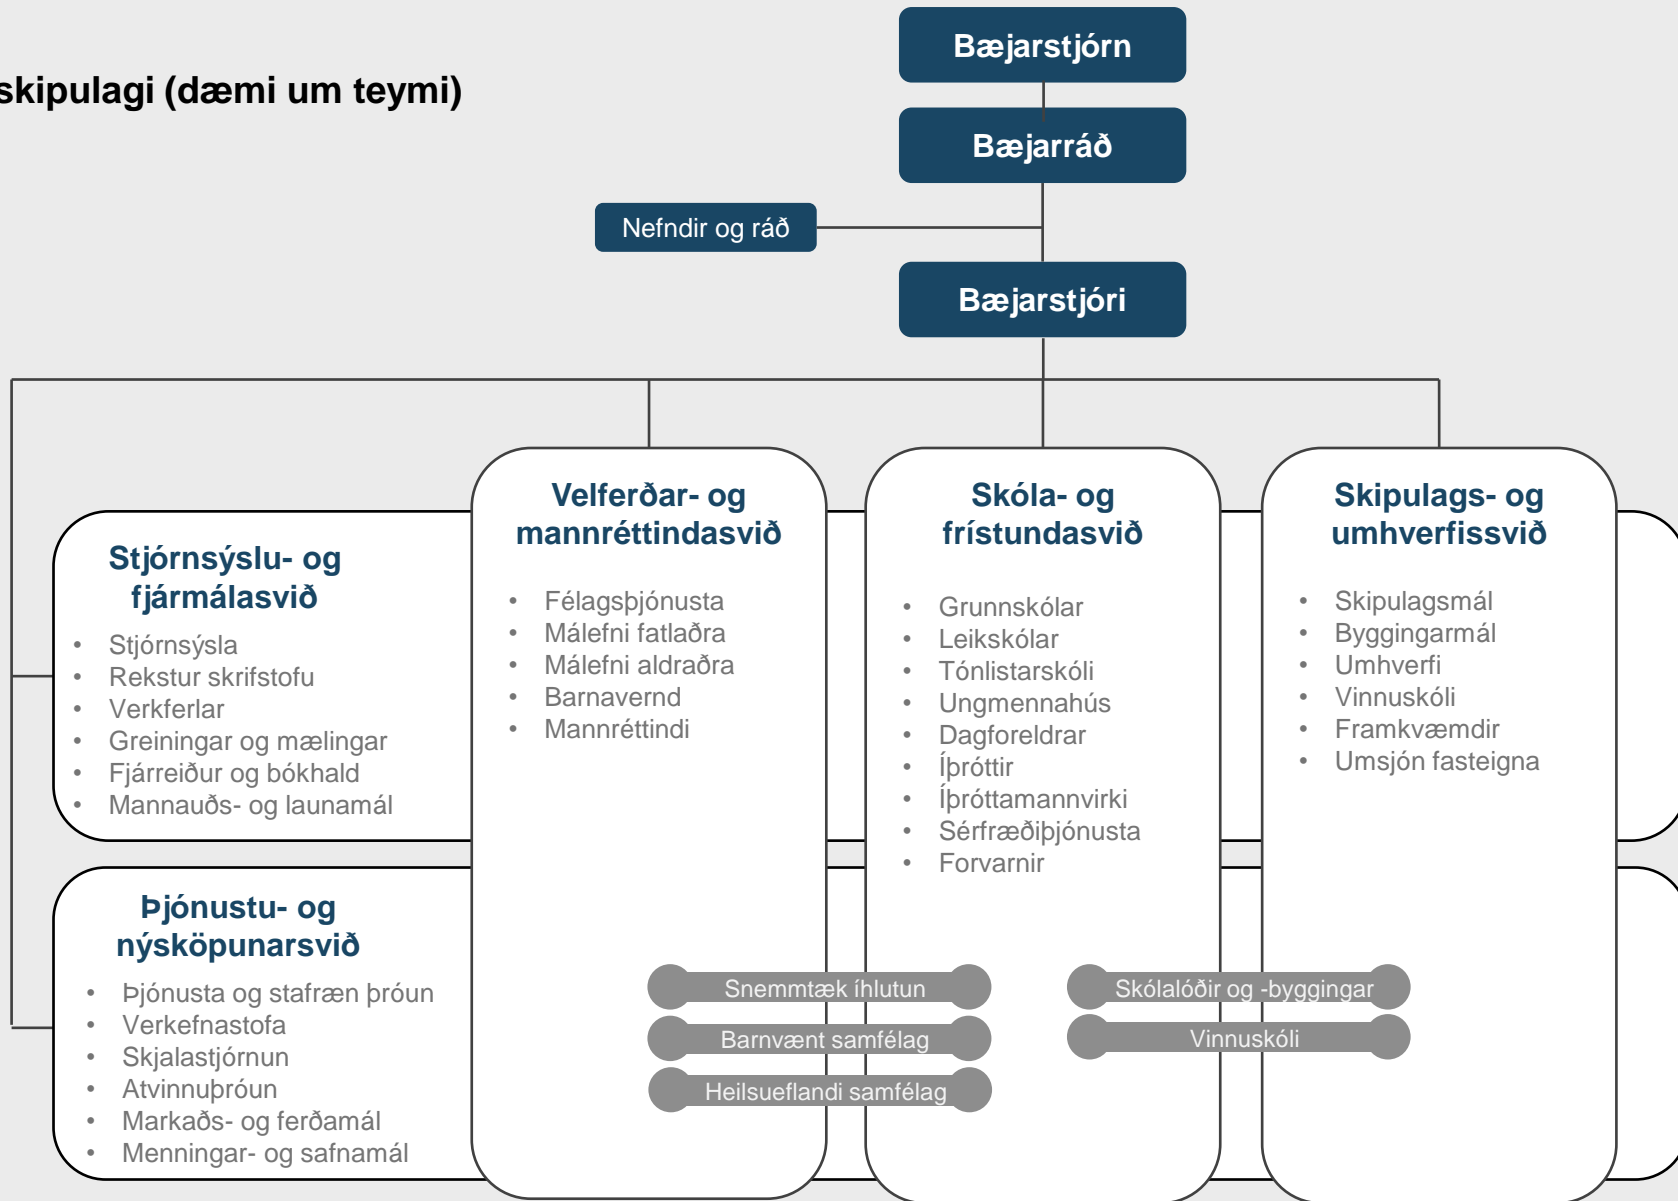 skipulagi (dæmi um teymi)
Bæjarstjórn
Bæjarráð
Nefndir og ráð
Bæjarstjóri
Stjórnsýslu- og
fjármálasvið
• Stjórnsýsla
• Rekstur skrifstofu
• Verkferlar
• Greiningar og mælingar
• Fjárreiður og bókhald
• Mannauðs- og launamál
Þjónustu- og
nýsköpunarsvið
• Þjónusta og stafræn þróun
• Verkefnastofa
• Skjalastjórnun
• Atvinnuþróun
• Markaðs- og ferðamál
• Menningar- og safnamál
Velferðar- og
mannréttindasvið
• Félagsþjónusta
• Málefni fatlaðra
• Málefni aldraðra
• Barnavernd
• Mannréttindi
Skóla- og
frístundasvið
• Grunnskólar
• Leikskólar
• Tónlistarskóli
• Ungmennahús
• Dagforeldrar
• Íþróttir
• Íþróttamannvirki
• Sérfræðiþjónusta
• Forvarnir
Skipulags- og
umhverfissvið
• Skipulagsmál
• Byggingarmál
• Umhverfi
• Vinnuskóli
• Framkvæmdir
• Umsjón fasteigna
Snemmtæk íhlutun
Barnvænt samfélag
Heilsueflandi samfélag
Skólalóðir og -byggingar
Vinnuskóli